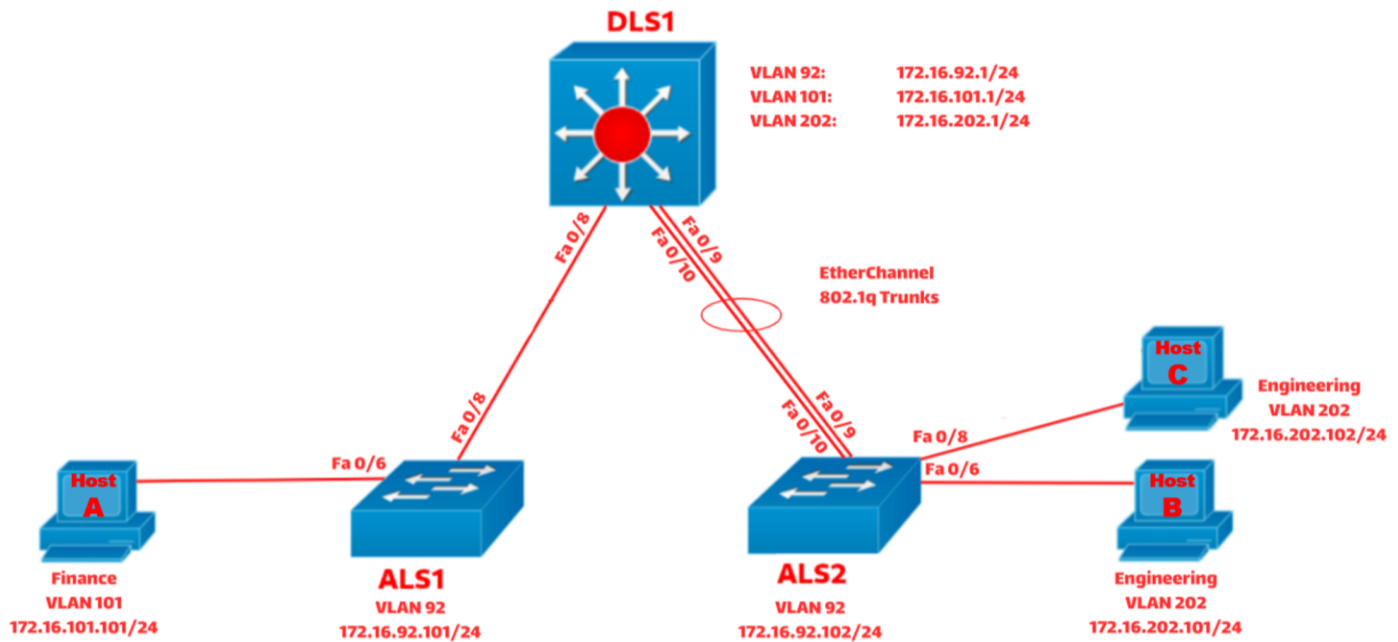 DLS1
VLAN 92: 172.16.92.1/24
VLAN 101: 172.16.101.1/24
VLAN 202: 172.16.202.1/24
Fa 0/8
Fa 0/9
Fa 0/10
EtherChannel
802.1q Trunks
Fa 0/8
Fa 0/9
Fa 0/10
Host
C
Engineering
VLAN 202
172.16.202.102/24
Fa 0/8
Fa 0/6
Fa 0/6
Host
A
Host
B
Finance
VLAN 101
172.16.101.101/24
ALS1
VLAN 92
172.16.92.101/24
ALS2
VLAN 92
172.16.92.102/24
Engineering
VLAN 202
172.16.202.101/24